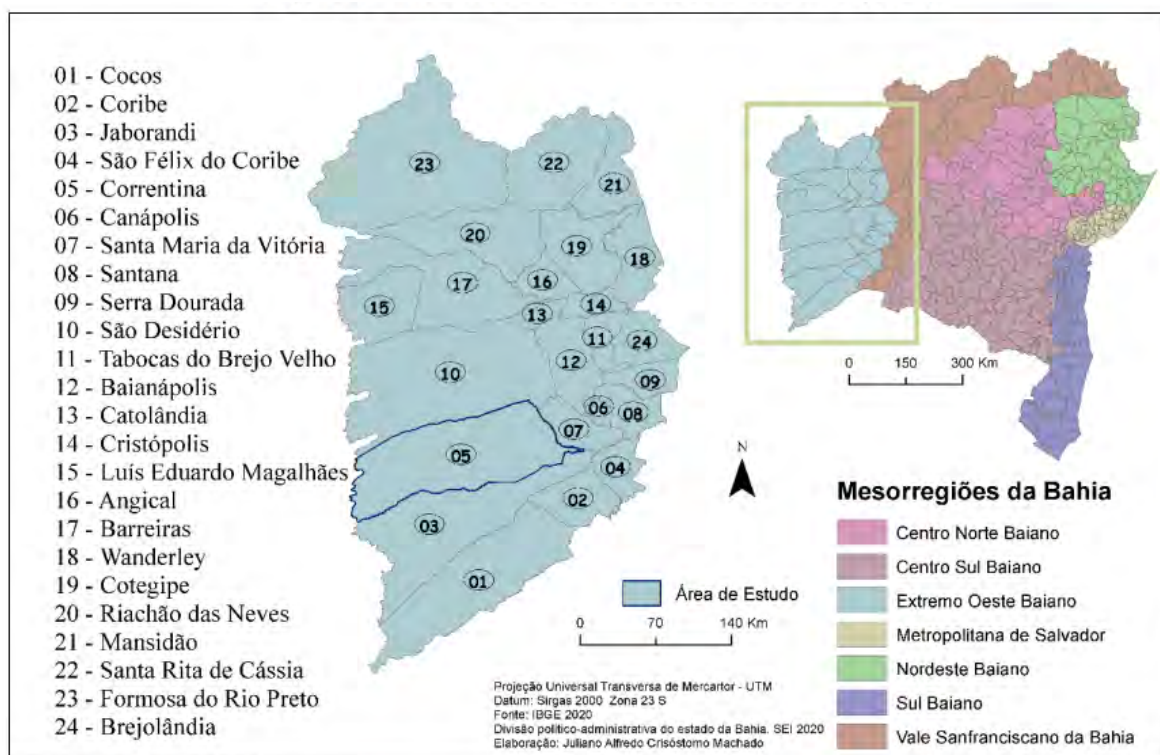 01 - Cocos
02 - Coribe
03 - Jaborandi
04 - São Félix do Coribe
05 - Correntina
06 - Canápolis
07 - Santa Maria da Vitória
08 - Santana
09 - Serra Dourada
10 - São Desidério
11 - Tabocas do Brejo Velho
12 - Baianápolis
13 - Catolândia
14 - Cristópolis
15 - Luís Eduardo Magalhães
16 - Angical
17 - Barreiras
18 - Wanderley
19 - Cotegipe
20 - Riachão das Neves
21 - Mansidão
22 - Santa Rita de Cássia
23 - Formosa do Rio Preto
24 - Brejolândia
23
22
21
20
19
18
17
16
15
14
13
11
24
12
10
09
06
08
07
05
04
02
03
01
Área de Estudo
0 70 140 Km
Projeção Universal Transversa de Mercartor - UTM
Datum: Sirgas 2000 Zona 23 S
Fonte: IBGE 2020
Divisão político-administrativa do estado da Bahia. SEI 2020
Elaboração: Juliano Alfredo Crisóstomo Machado
0 150 300 Km
N
Mesorregiões da Bahia
Centro Norte Baiano
Centro Sul Baiano
Extremo Oeste Baiano
Metropolitana de Salvador
Nordeste Baiano
Sul Baiano
Vale Sanfranciscano da Bahia